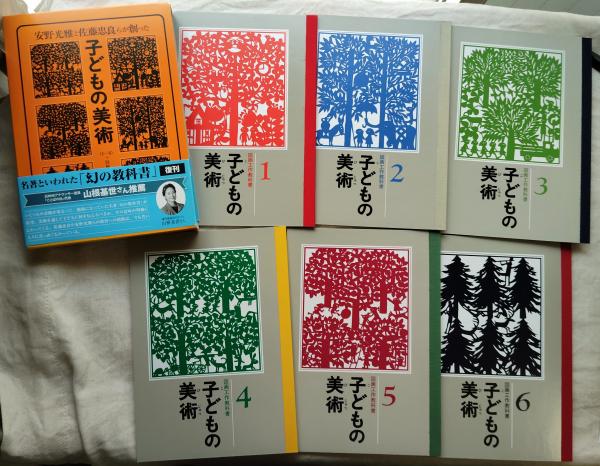 安野光雅と佐藤忠良らが創った
子どもの美術
名著といわれた「幻の教科書」
復刊
山根基世さん推薦
図画工作教科書
1
子どもの
美術
図画工作教科書
2
子どもの
美術
図画工作教科書
3
子どもの
美術
図画工作教科書
4
子どもの
美術
図画工作教科書
5
子どもの
美術
図画工作教科書
6
子どもの
美術